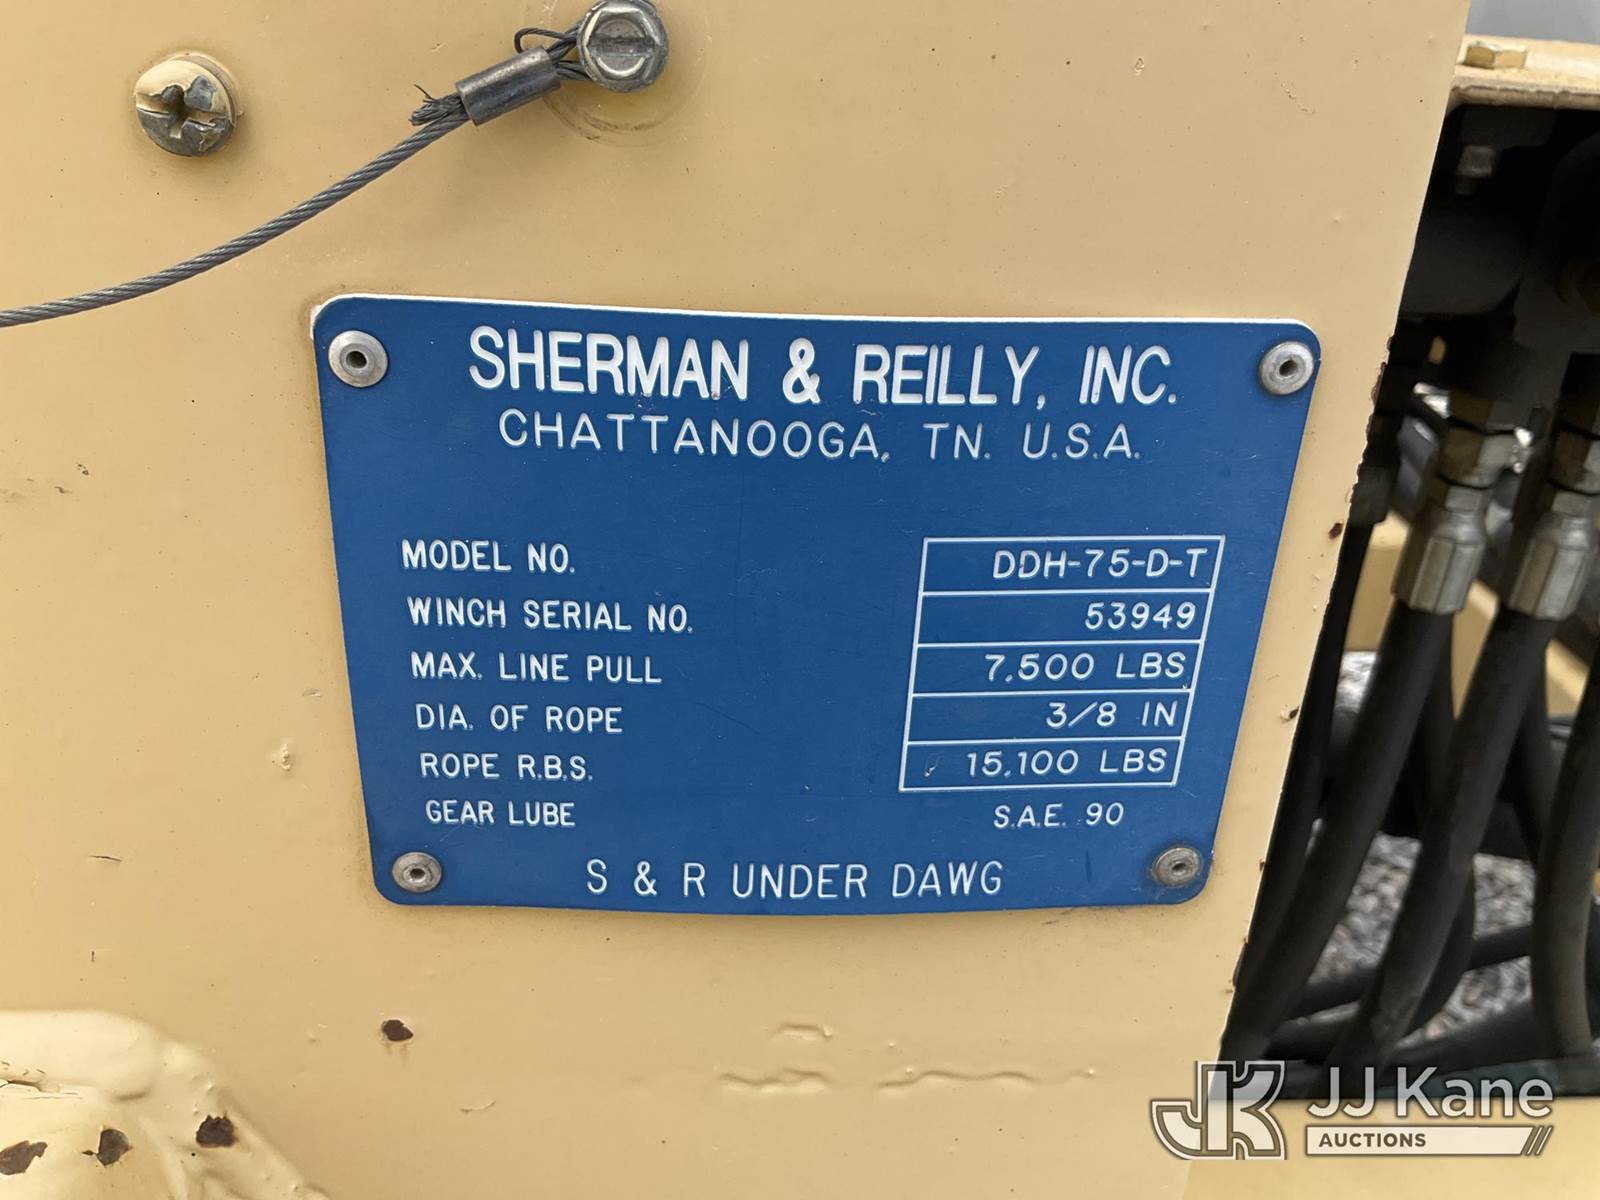 SHERMAN & REILLY, INC.
CHATTANOOGA, TN. U.S.A.
MODEL NO. DDH-75-D-T
WINCH SERIAL NO. 53949
MAX. LINE PULL 7,500 LBS
DIA. OF ROPE 3/8 IN
ROPE R.B.S. 15,100 LBS
GEAR LUBE S.A.E. 90
S & R UNDER DAWG
JK JJ Kane
AUCTIONS